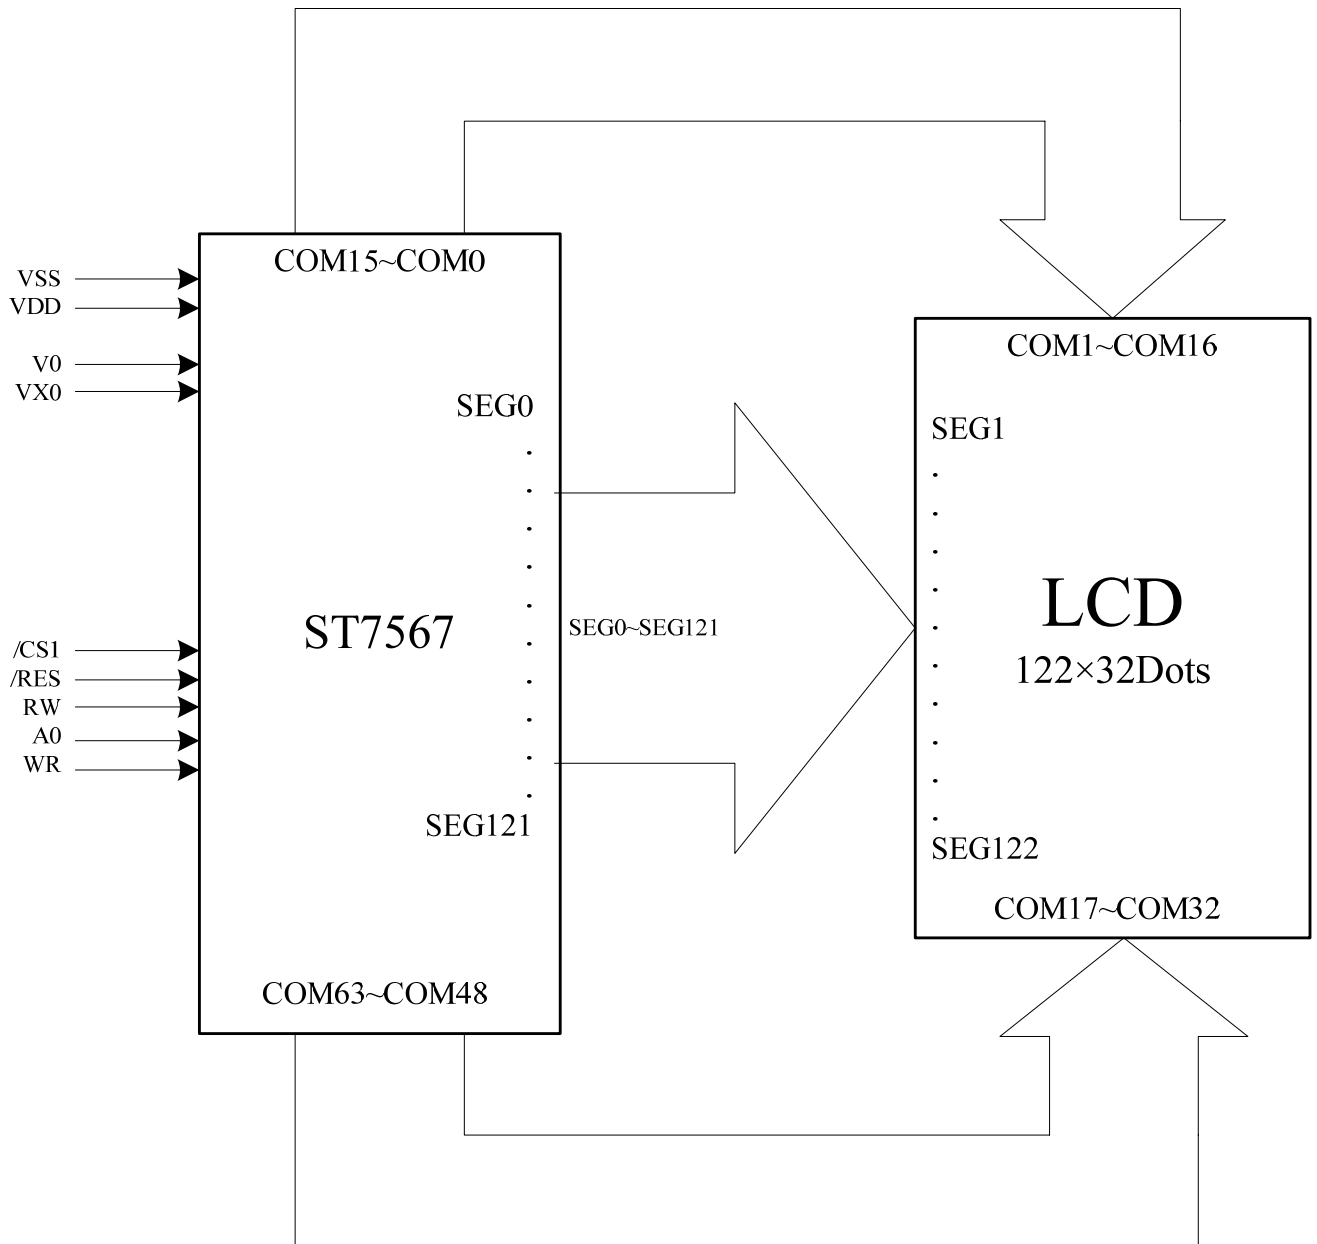 COM15~COM0
VSS
VDD
V0
VX0
/CS1
/RES
RW
A0
WR
SEG0
ST7567
SEG121
COM63~COM48
SEG0~SEG121
COM1~COM16
SEG1
LCD
122×32Dots
SEG122
COM17~COM32